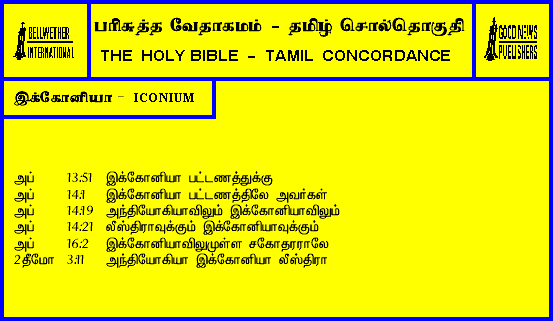 BELLWETHER
INTERNATIONAL
பரிசுத்த வேதாகமம் - தமிழ் சொல்தொகுதி
THE HOLY BIBLE - TAMIL CONCORDANCE
GOOD NEWS
PUBLISHERS
இக்கோனியா - ICONIUM
அப் 13:51 இக்கோனியா பட்டணத்துக்கு
அப் 14:1 இக்கோனியா பட்டணத்திலே அவர்கள்
அப் 14:19 அந்தியோகியாவிலும் இக்கோனியாவிலும்
அப் 14:21 லீஸ்திராவுக்கும் இக்கோனியாவுக்கும்
அப் 16:2 இக்கோனியாவிலுமுள்ள சகோதரராலே
2தீமோ 3:11 அந்தியோகியா இக்கோனியா லீஸ்திரா